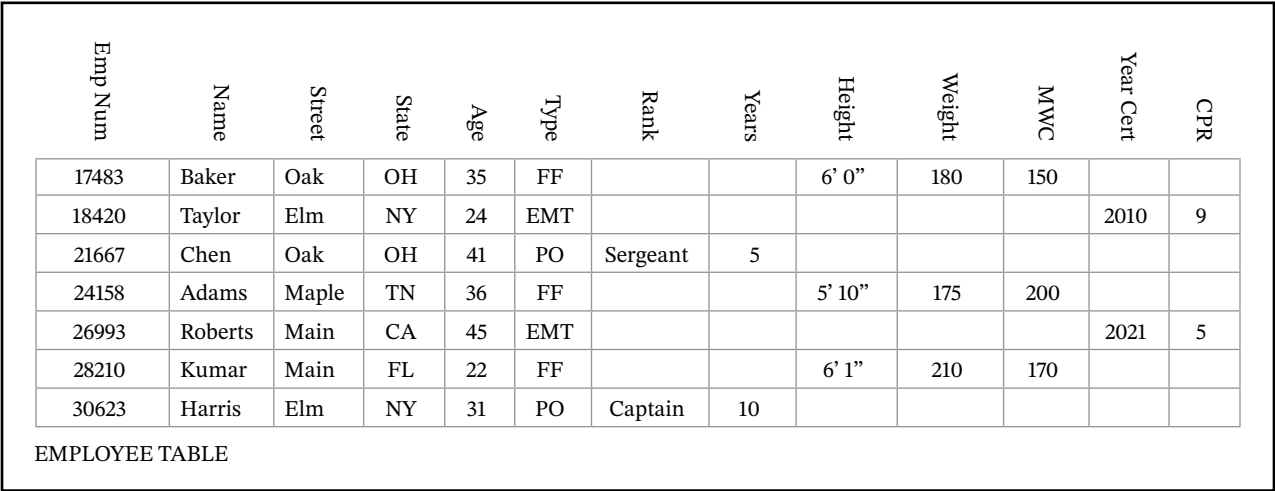 Emp Num Name Street State Age Type Rank Years Height Weight MWC Year Cert CPR
17483 Baker Oak OH 35 FF 6’ 0” 180 150
18420 Taylor Elm NY 24 EMT 2010 9
21667 Chen Oak OH 41 PO Sergeant 5
24158 Adams Maple TN 36 FF 5’ 10” 175 200
26993 Roberts Main CA 45 EMT 2021 5
28210 Kumar Main FL 22 FF 6’ 1” 210 170
30623 Harris Elm NY 31 PO Captain 10
EMPLOYEE TABLE